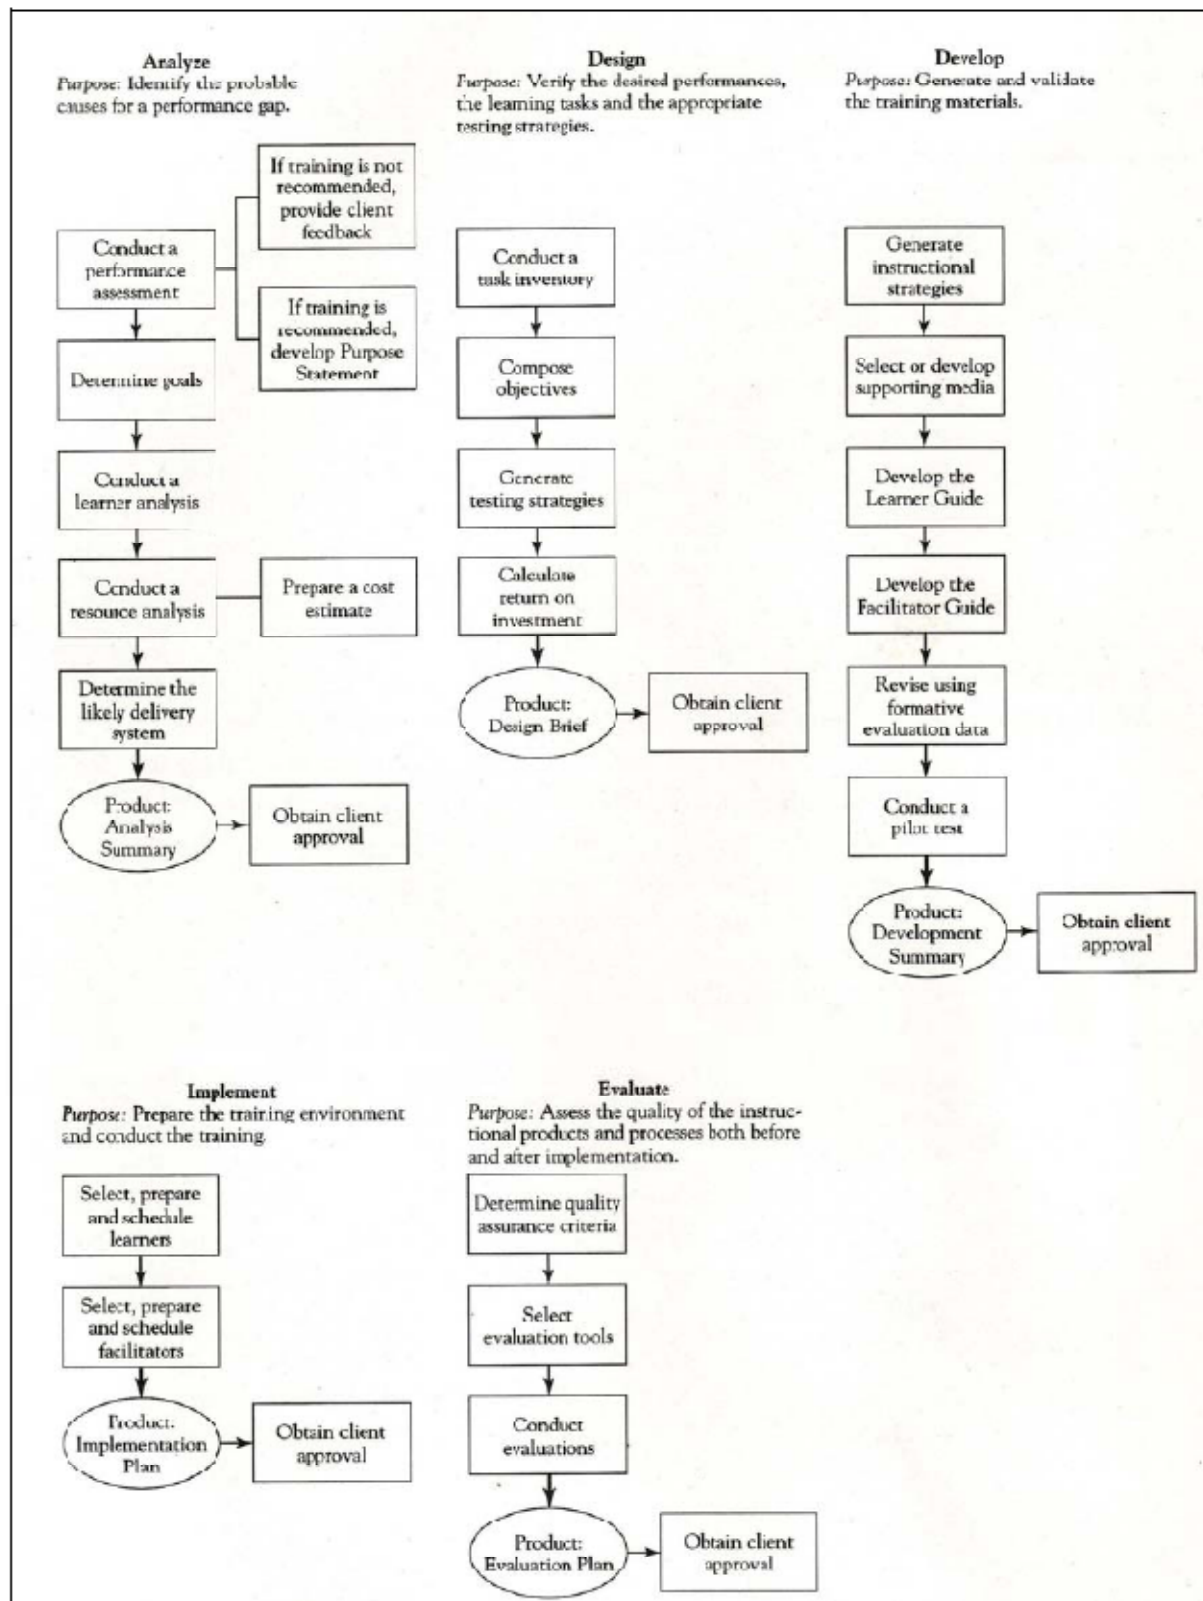 Analyze
Purpose: Identify the probable
causes for a performance gap.
If training is not
recommended,
provide client
feedback
Conduct a
performance
assessment
If training is
recommended,
develop Purpose
Statement
Determine goals
Conduct a
learner analysis
Conduct a
resource analysis
Prepare a cost
estimate
Determine the
likely delivery
system
Product:
Analysis
Summary
Obtain client
approval
Design
Purpose: Verify the desired performances,
the learning tasks and the appropriate
testing strategies.
Conduct a
task inventory
Compose
objectives
Generate
testing strategies
Calculate
return on
investment
Product:
Design Brief
Obtain client
approval
Develop
Purpose: Generate and validate
the training materials.
Generate
instructional
strategies
Select or develop
supporting media
Develop the
Learner Guide
Develop the
Facilitator Guide
Revise using
formative
evaluation data
Conduct a
pilot test
Product:
Development
Summary
Obtain client
approval
Implement
Purpose: Prepare the training environment
and conduct the training.
Select, prepare
and schedule
learners
Select, prepare
and schedule
facilitators
Product:
Implementation
Plan
Obtain client
approval
Evaluate
Purpose: Assess the quality of the instruc-
tional products and processes both before
and after implementation.
Determine quality
assurance criteria
Select
evaluation tools
Conduct
evaluations
Product:
Evaluation Plan
Obtain client
approval